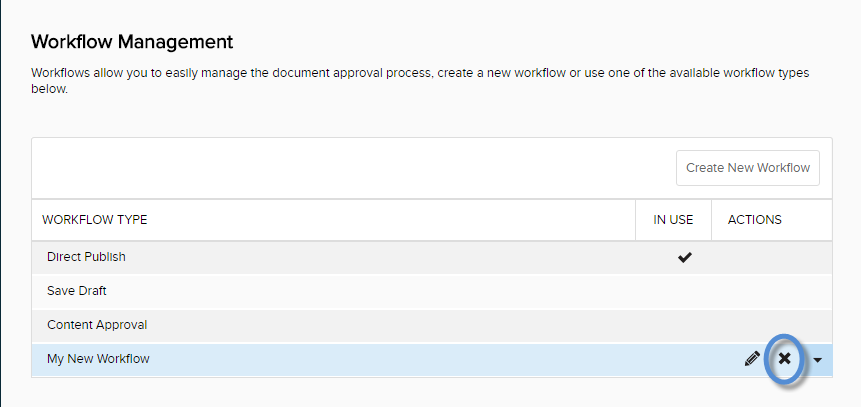 Workflow Management
Workflows allow you to easily manage the document approval process, create a new workflow or use one of the available workflow types
below.
Create New Workflow
WORKFLOW TYPE IN USE ACTIONS
Direct Publish
Save Draft
Content Approval
My New Workflow